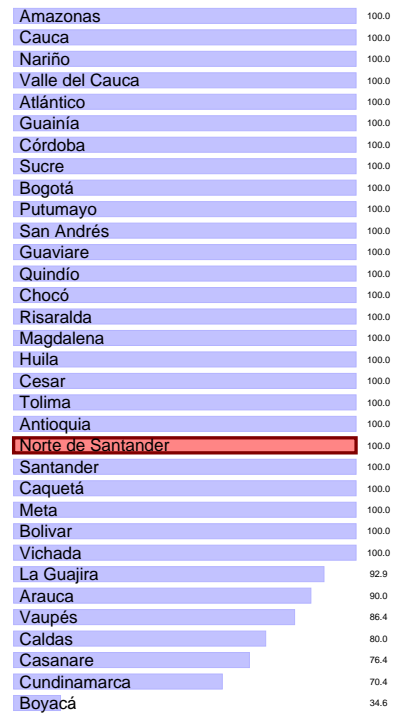 Amazonas 100.0
Cauca 100.0
Nariño 100.0
Valle del Cauca 100.0
Atlántico 100.0
Guainía 100.0
Córdoba 100.0
Sucre 100.0
Bogotá 100.0
Putumayo 100.0
San Andrés 100.0
Guaviare 100.0
Quindío 100.0
Chocó 100.0
Risaralda 100.0
Magdalena 100.0
Huila 100.0
Cesar 100.0
Tolima 100.0
Antioquia 100.0
Norte de Santander 100.0
Santander 100.0
Caquetá 100.0
Meta 100.0
Bolivar 100.0
Vichada 100.0
La Guajira 92.9
Arauca 90.0
Vaupés 86.4
Caldas 80.0
Casanare 76.4
Cundinamarca 70.4
Boyacá 34.6